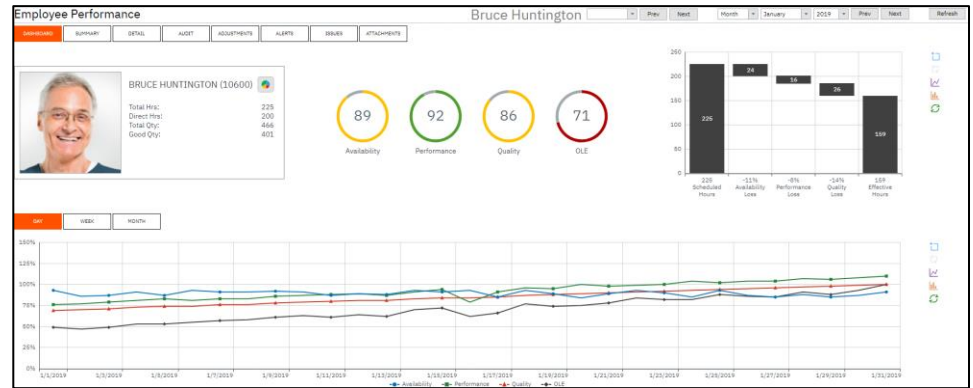 Employee Performance
Bruce Huntington
Prev Next
Month January 2019 Prev Next Refresh
DASHBOARD SUMMARY DETAIL AUDIT ADJUSTMENTS ALERTS ISSUES ATTACHMENTS
BRUCE HUNTINGTON (10600)
Total Hrs: 225
Direct Hrs: 200
Total Qty: 466
Good Qty: 401
89 92 86 71
Availability Performance Quality OLE
250
200
150
100
50
0
225 24 16 26 159
225 -11% -8% -14% 159
Scheduled Availability Performance Quality Effective
Hours Loss Loss Loss Hours
DAY WEEK MONTH
150%
125%
100%
75%
50%
25%
0%
1/1/2019 1/3/2019 1/5/2019 1/7/2019 1/9/2019 1/11/2019 1/13/2019 1/15/2019 1/17/2019 1/19/2019 1/21/2019 1/23/2019 1/25/2019 1/27/2019 1/29/2019 1/31/2019
Availability Performance Quality OLE